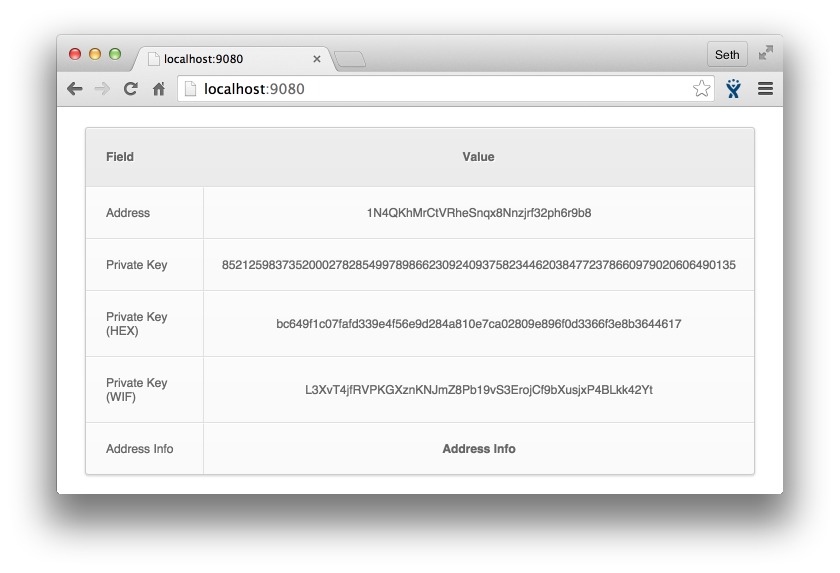 localhost:9080
Seth
localhost:9080
Field Value
Address 1N4QKhMrCtVRheSnqx8Nnzjrf32ph6r9b8
Private Key 85212598373520002782854997898662309240937582344620384772378660979020606490135
Private Key
(HEX) bc649f1c07fafd339e4f56e9d284a810e7ca02809e896f0d3366f3e8b3644617
Private Key
(WIF) L3XvT4jfRVPKGXznKNJmZ8Pb19vS3ErojCf9bXusjxP4BLkk42Yt
Address Info Address Info